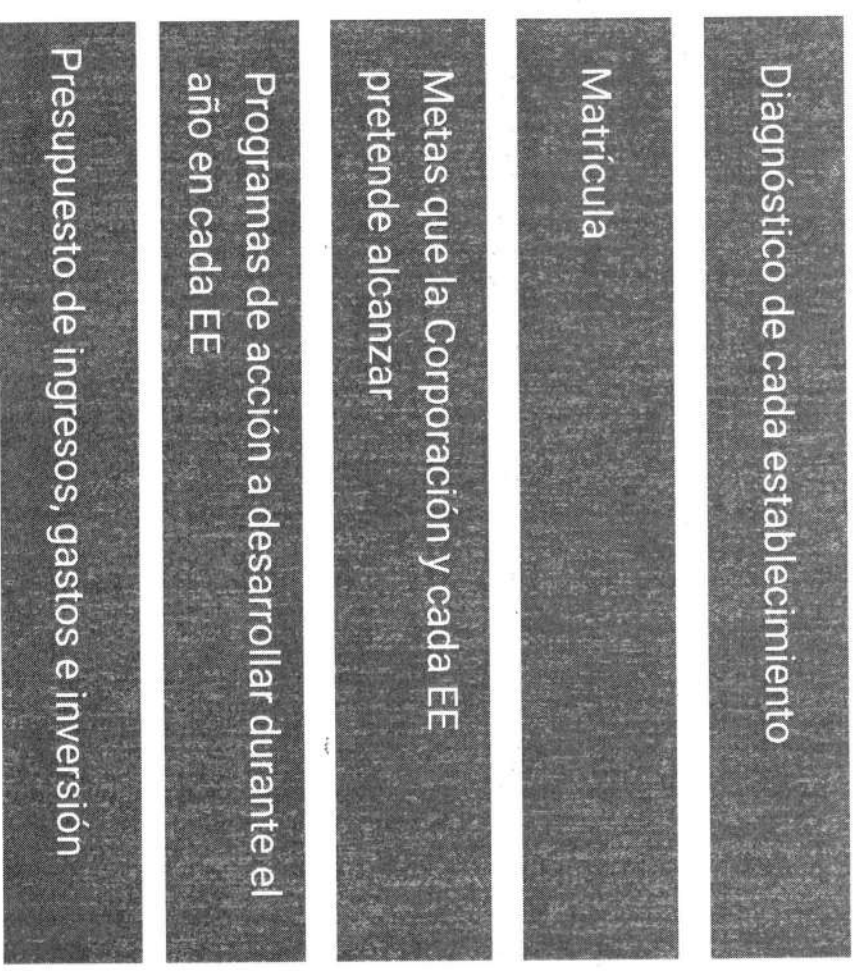 Diagnóstico de cada establecimiento
Matrícula
Metas que la Corporación y cada EE
pretende alcanzar
Programas de acción a desarrollar durante el
año en cada EE
Presupuesto de ingresos, gastos e inversión